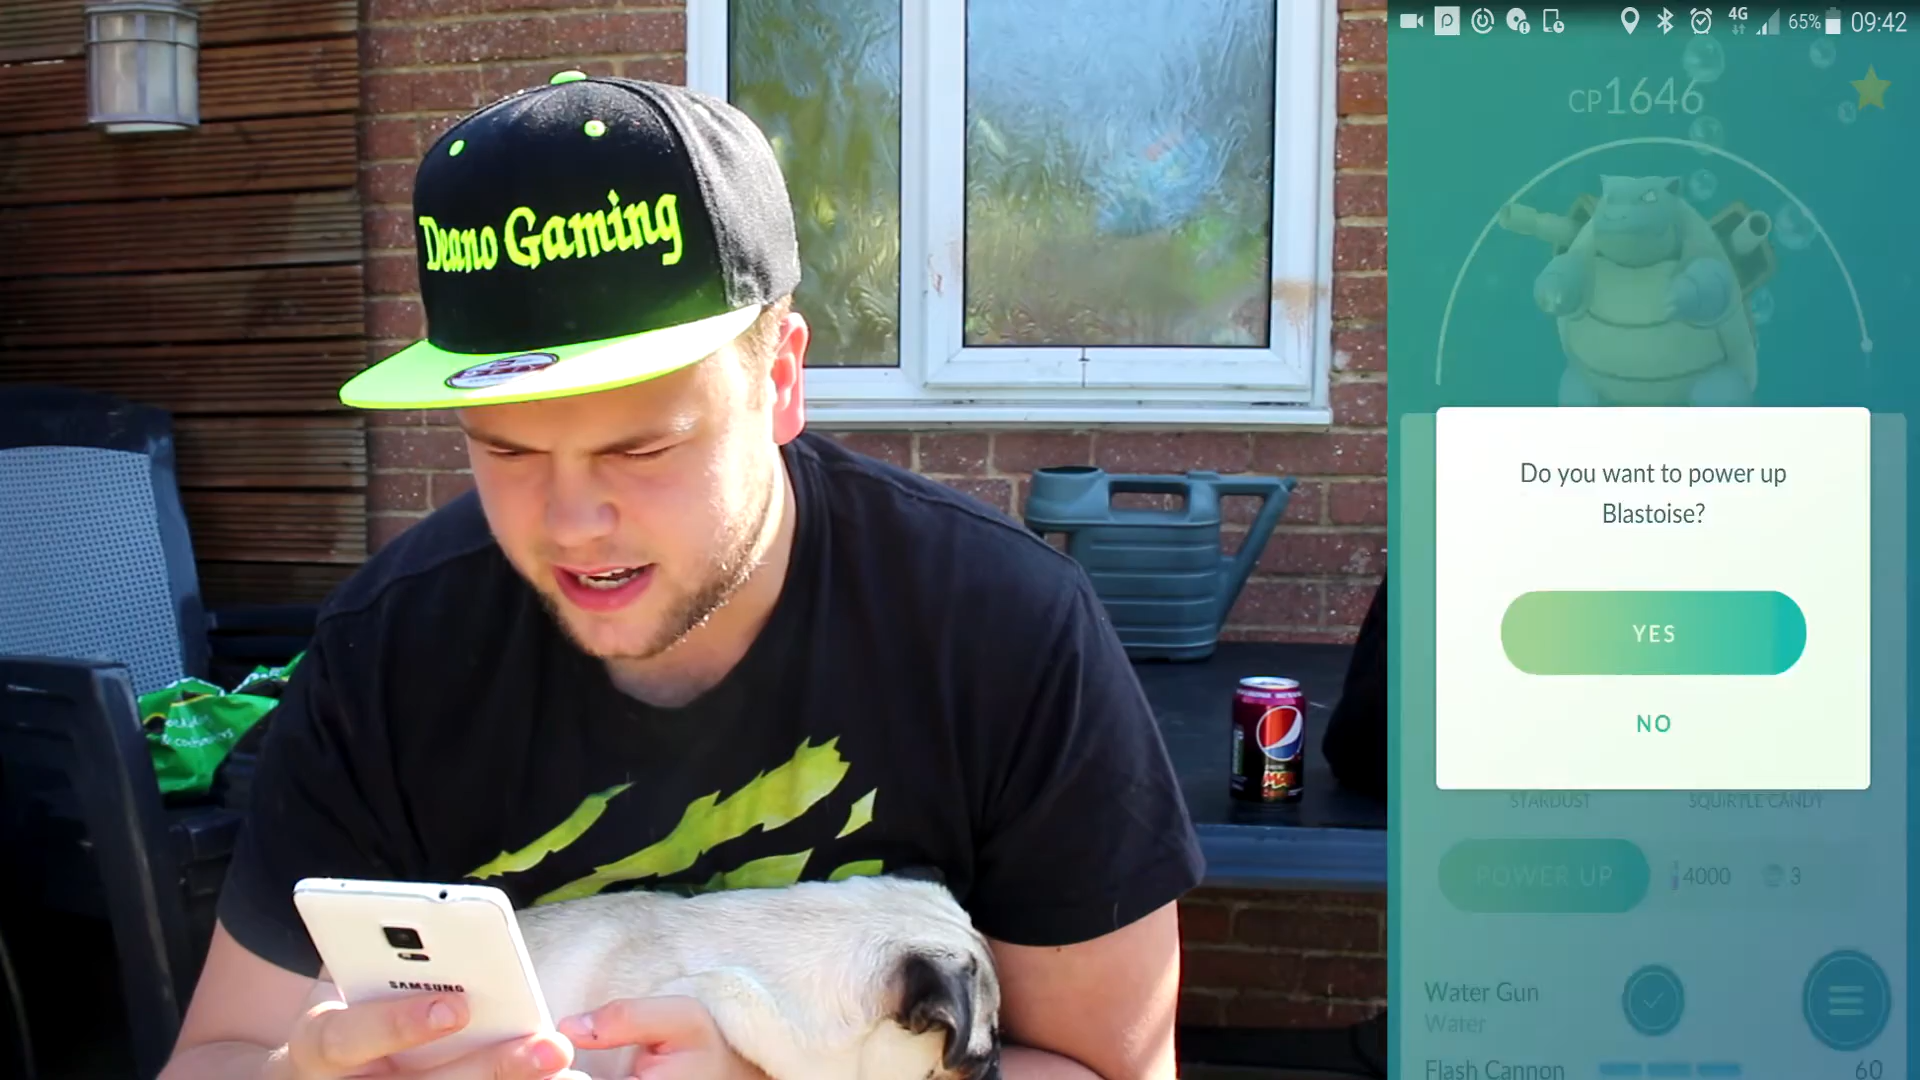 4G 65% 09:42
CP1646
Deano Gaming
Do you want to power up
Blastoise?
YES
NO
STARDUST SQUIRTLE CANDY
POWER UP 4000 3
SAMSUNG
Water Gun
Water
Flash Cannon 60